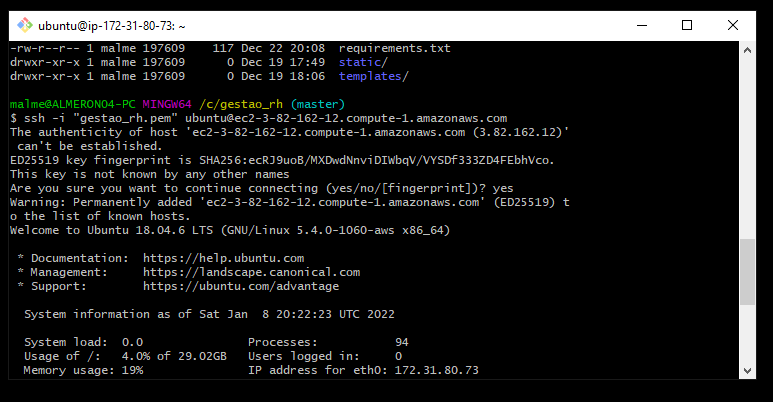 ubuntu@ip-172-31-80-73: ~
-rw-r--r-- 1 malme 197609    117 Dec 22 20:08  requirements.txt
drwxr-xr-x 1 malme 197609      0 Dec 19 17:49  static/
drwxr-xr-x 1 malme 197609      0 Dec 19 18:06  templates/
malme@ALMERON04-PC MINGW64 /c/gestao_rh (master)
$ ssh -i "gestao_rh.pem" ubuntu@ec2-3-82-162-12.compute-1.amazonaws.com
The authenticity of host 'ec2-3-82-162-12.compute-1.amazonaws.com (3.82.162.12)'
 can't be established.
ED25519 key fingerprint is SHA256:ecRJ9uoB/MXDwdNnviDIWbqV/VYSDf333ZD4FEbhVco.
This key is not known by any other names
Are you sure you want to continue connecting (yes/no/[fingerprint])? yes
Warning: Permanently added 'ec2-3-82-162-12.compute-1.amazonaws.com' (ED25519) t
o the list of known hosts.
Welcome to Ubuntu 18.04.6 LTS (GNU/Linux 5.4.0-1060-aws x86_64)
 * Documentation:  https://help.ubuntu.com
 * Management:     https://landscape.canonical.com
 * Support:        https://ubuntu.com/advantage
  System information as of Sat Jan  8 20:22:23 UTC 2022
  System load:  0.0               Processes:           94
  Usage of /:   4.0% of 29.02GB   Users logged in:     0
  Memory usage: 19%               IP address for eth0: 172.31.80.73